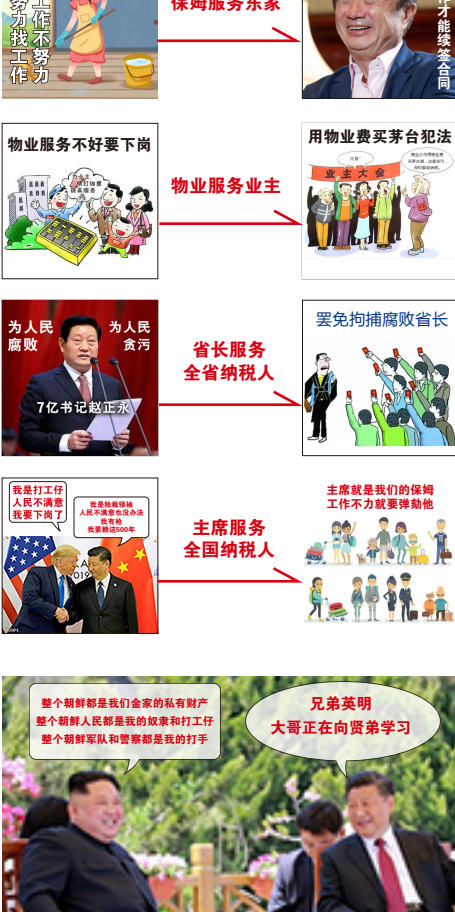 工作不努力
努力找工作
保姆服务东家
作才能续签合同
物业服务不好要下岗
物业服务业主
用物业费买茅台犯法
业主大会
为人民
腐败
为人民
贪污
7亿书记赵正永
省长服务
全省纳税人
罢免拘捕腐败省长
我是打工仔
人民不满意
我要下岗了
我是独裁领袖
人民不满意也没办法
我有枪
我要赖这500年
2019
主席服务
全国纳税人
主席就是我们的保姆
工作不力就要弹劾他
整个朝鲜都是我们金家的私有财产
整个朝鲜人民都是我的奴隶和打工仔
整个朝鲜军队和警察都是我的打手
兄弟英明
大哥正在向贤弟学习